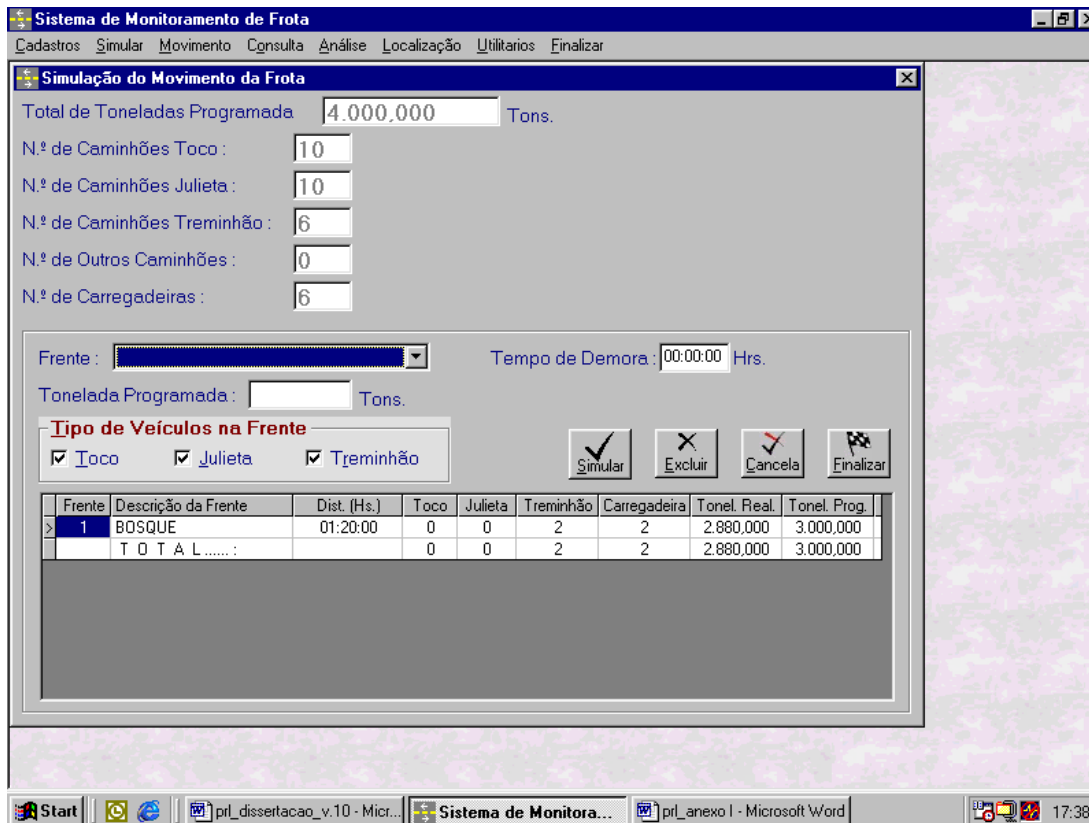 Sistema de Monitoramento de Frota
Cadastros Simular Movimento Consulta Análise Localização Utilitarios Finalizar
Simulação do Movimento da Frota
Total de Toneladas Programada 4.000,000 Tons.
N.º de Caminhões Toco : 10
N.º de Caminhões Julieta : 10
N.º de Caminhões Treminhão : 6
N.º de Outros Caminhões : 0
N.º de Carregadeiras : 6
Frente : Tempo de Demora : 00:00:00 Hrs.
Tonelada Programada : Tons.
Tipo de Veículos na Frente
Toco Julieta Treminhão Simular Excluir Cancela Finalizar
Frente Descrição da Frente Dist. (Hs.) Toco Julieta Treminhão Carregadeira Tonel. Real. Tonel. Prog.
1 BOSQUE 01:20:00 0 0 2 2 2.880,000 3.000,000
T O T A L...... : 0 0 2 2 2.880,000 3.000,000
Start prl_dissertacao_v.10 - Micr... Sistema de Monitora... prl_anexo I - Microsoft Word 17:39